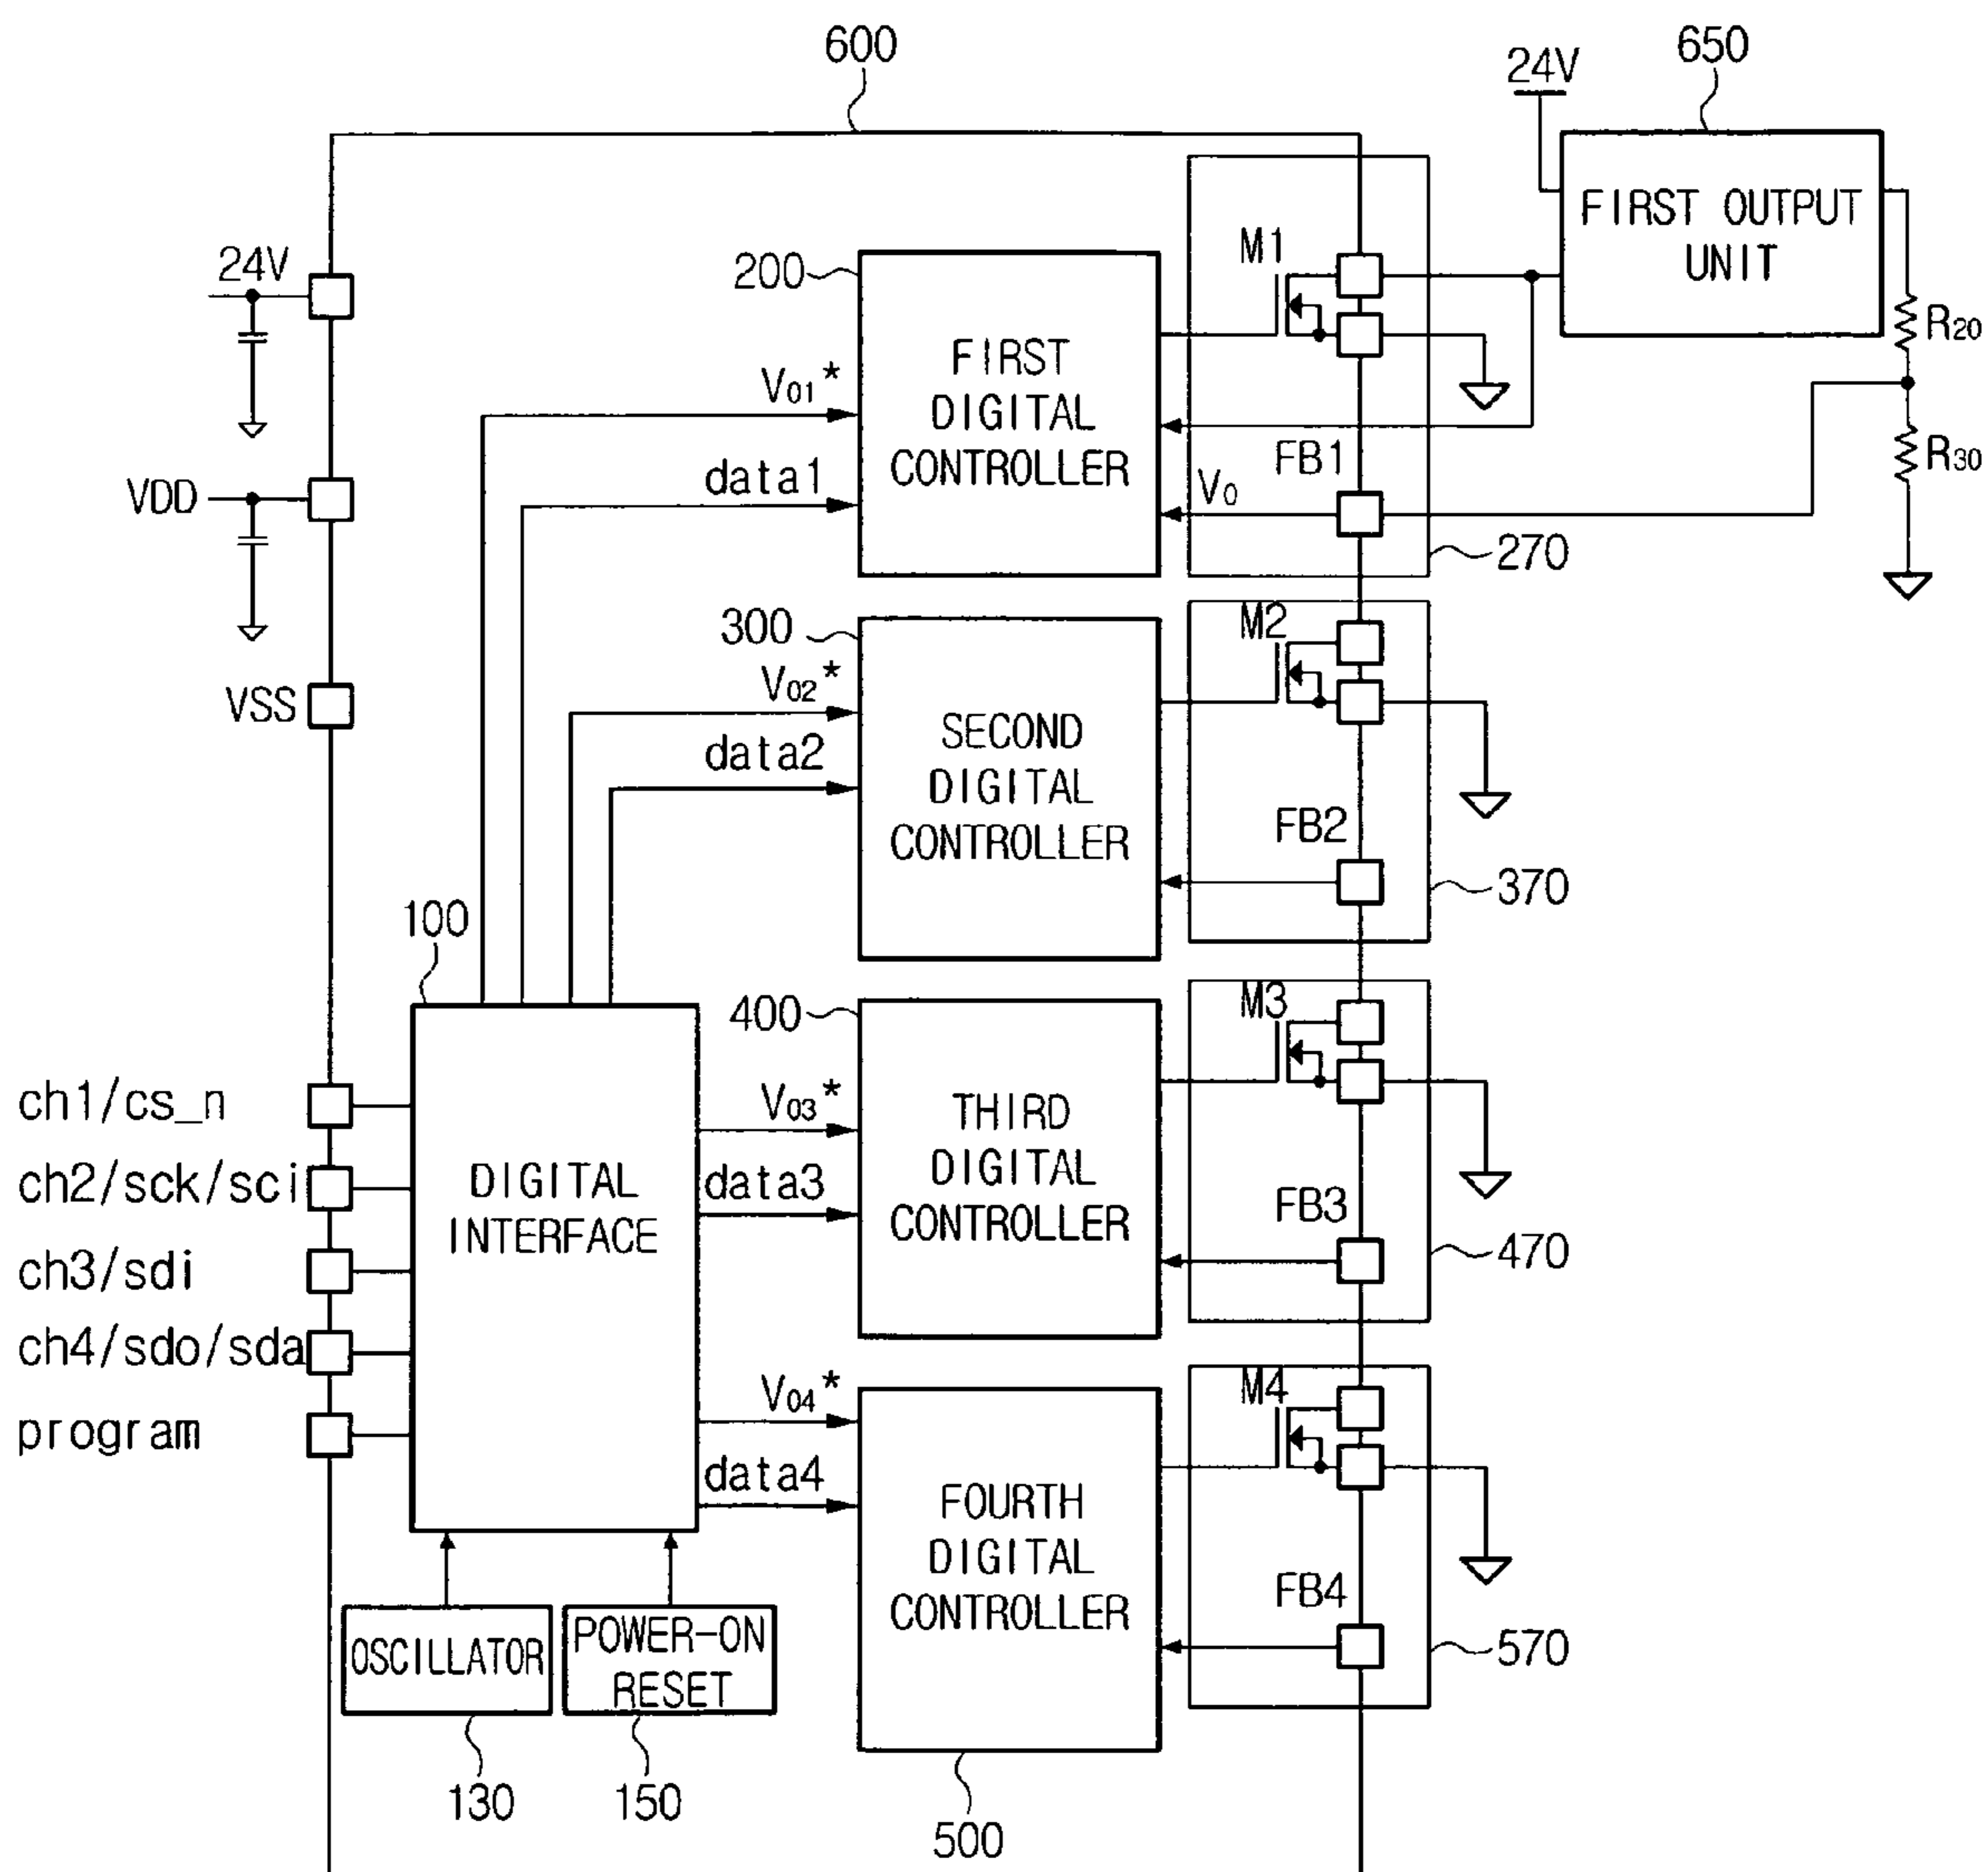 600
24V
650
FIRST OUTPUT
UNIT
R20
R30
24V
VDD
VSS
200
FIRST
DIGITAL
CONTROLLER
V01*
data1
M1
FB1
V0
270
300
SECOND
DIGITAL
CONTROLLER
V02*
data2
M2
FB2
370
100
DIGITAL
INTERFACE
400
THIRD
DIGITAL
CONTROLLER
V03*
data3
M3
FB3
470
ch1/cs_n
ch2/sck/sci
ch3/sdi
ch4/sdo/sda
program
V04*
data4
FOURTH
DIGITAL
CONTROLLER
M4
FB4
570
OSCILLATOR
POWER-ON
RESET
130
150
500